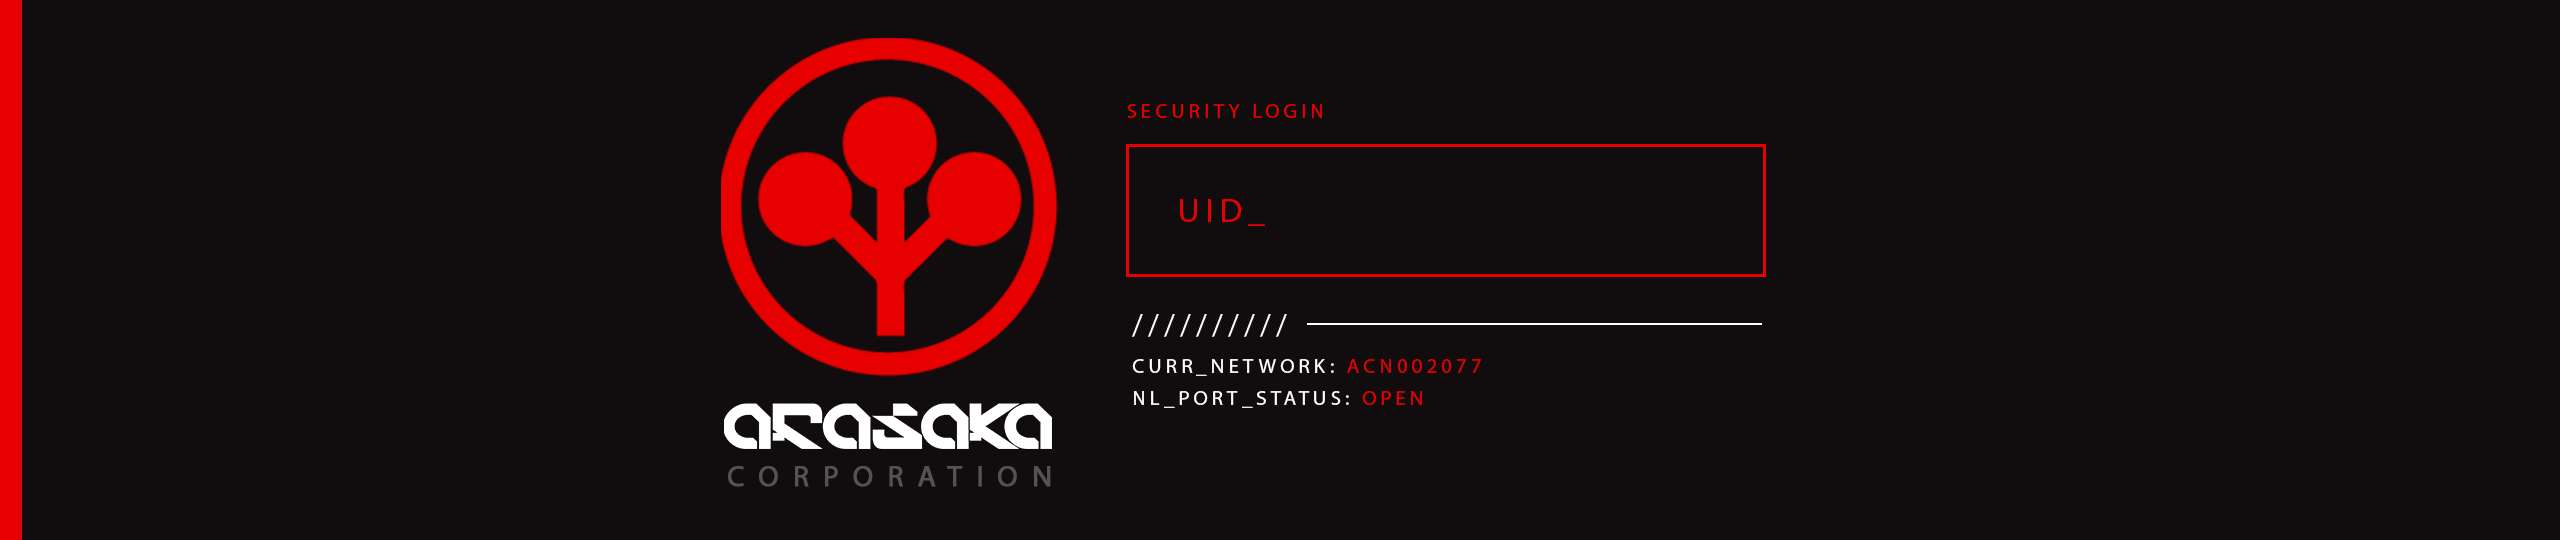 SECURITY LOGIN
UID_
//////////
CURR_NETWORK: ACN002077
NL_PORT_STATUS: OPEN
arasaka
CORPORATION